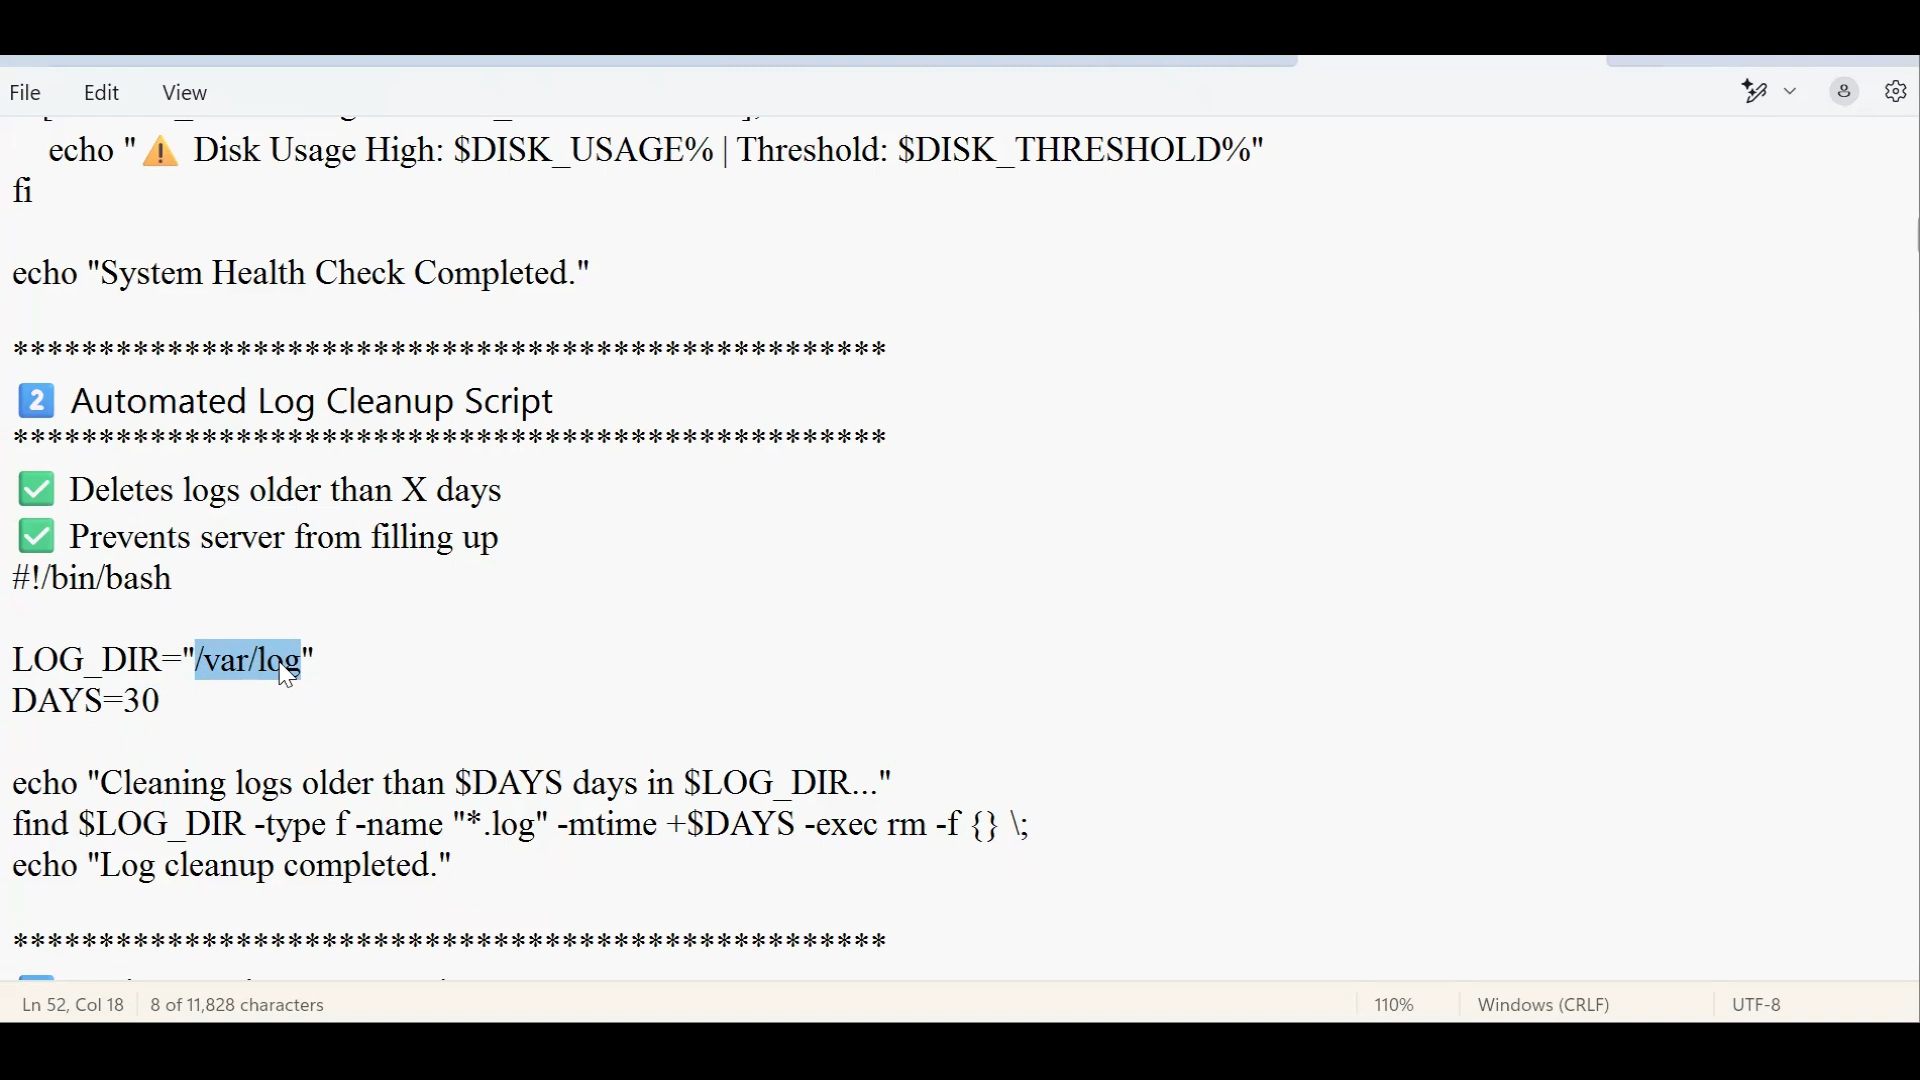 File Edit View
echo "⚠️ Disk Usage High: $DISK_USAGE% | Threshold: $DISK_THRESHOLD%"
fi
echo "System Health Check Completed."
***************************************************
2️⃣ Automated Log Cleanup Script
***************************************************
✅ Deletes logs older than X days
✅ Prevents server from filling up
#!/bin/bash
LOG_DIR="/var/log"
DAYS=30
echo "Cleaning logs older than $DAYS days in $LOG_DIR..."
find $LOG_DIR -type f -name "*.log" -mtime +$DAYS -exec rm -f {} \;
echo "Log cleanup completed."
***************************************************
Ln 52, Col 18 8 of 11,828 characters 110% Windows (CRLF) UTF-8